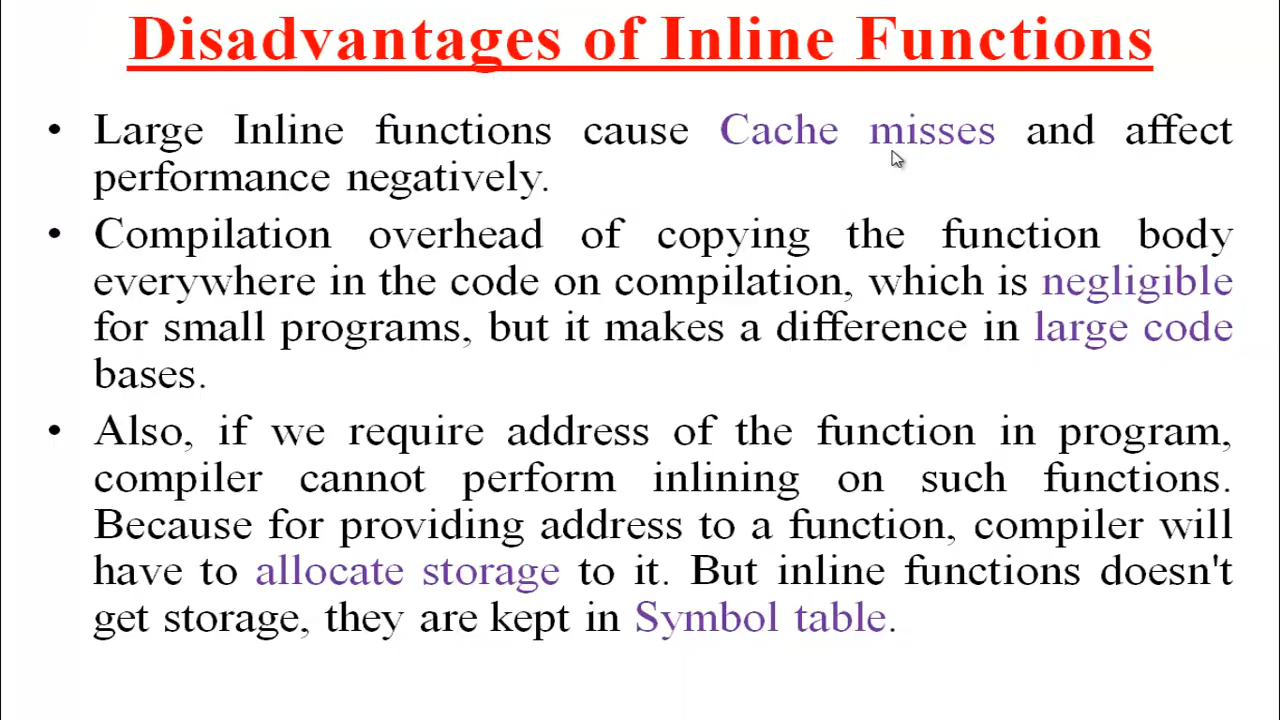 Disadvantages of Inline Functions
• Large Inline functions cause Cache misses and affect
performance negatively.
• Compilation overhead of copying the function body
everywhere in the code on compilation, which is negligible
for small programs, but it makes a difference in large code
bases.
• Also, if we require address of the function in program,
compiler cannot perform inlining on such functions.
Because for providing address to a function, compiler will
have to allocate storage to it. But inline functions doesn't
get storage, they are kept in Symbol table.